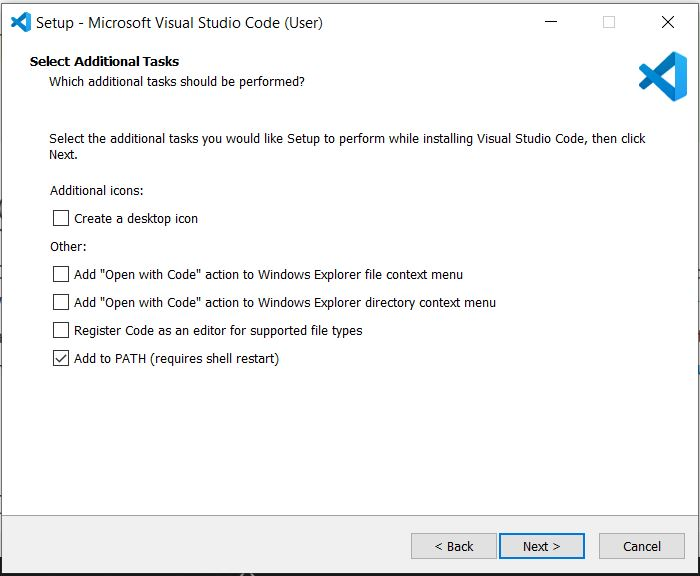 Setup - Microsoft Visual Studio Code (User)
Select Additional Tasks
Which additional tasks should be performed?
Select the additional tasks you would like Setup to perform while installing Visual Studio Code, then click
Next.
Additional icons:
Create a desktop icon
Other:
Add "Open with Code" action to Windows Explorer file context menu
Add "Open with Code" action to Windows Explorer directory context menu
Register Code as an editor for supported file types
Add to PATH (requires shell restart)
< Back Next > Cancel